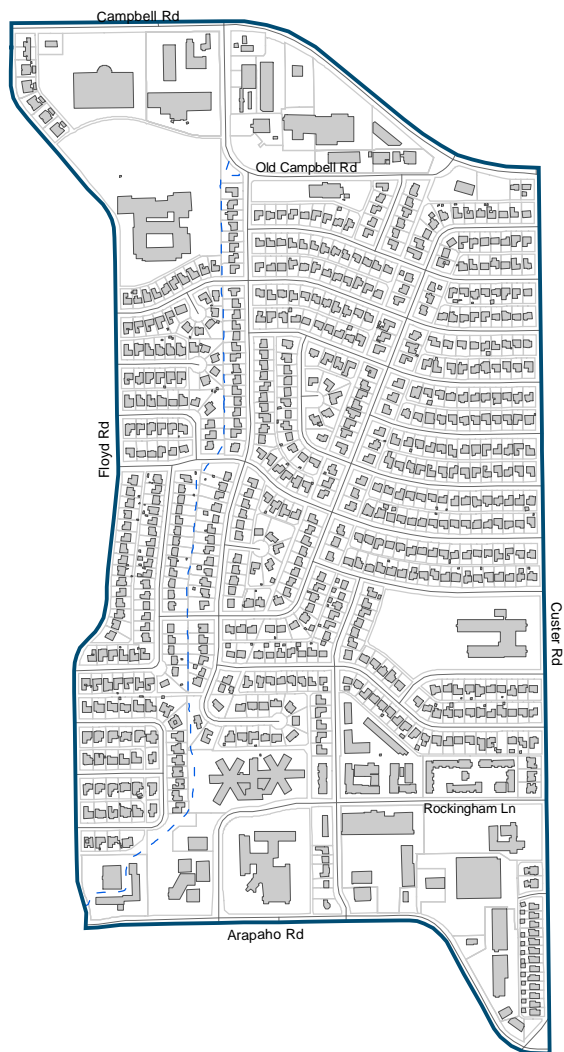 Campbell Rd
Old Campbell Rd
Floyd Rd
Custer Rd
Rockingham Ln
Arapaho Rd